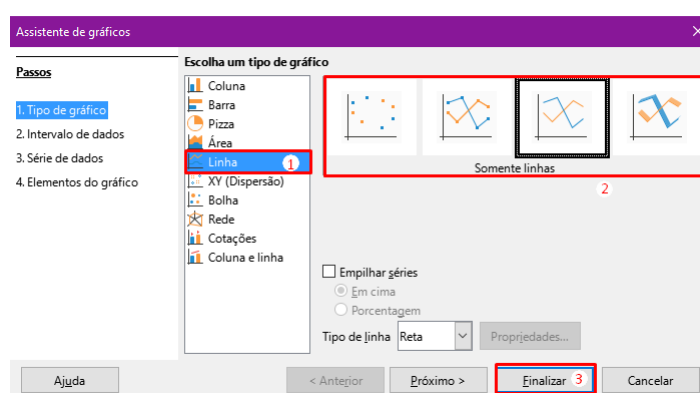 Assistente de gráficos
Passos
1. Tipo de gráfico
2. Intervalo de dados
3. Série de dados
4. Elementos do gráfico
Escolha um tipo de gráfico
Coluna
Barra
Pizza
Área
Linha 1
XY (Dispersão)
Bolha
Rede
Cotações
Coluna e linha
Somente linhas
2
Empilhar séries
Em cima
Porcentagem
Tipo de linha Reta Propriedades...
Ajuda < Anterior Próximo > Finalizar 3 Cancelar